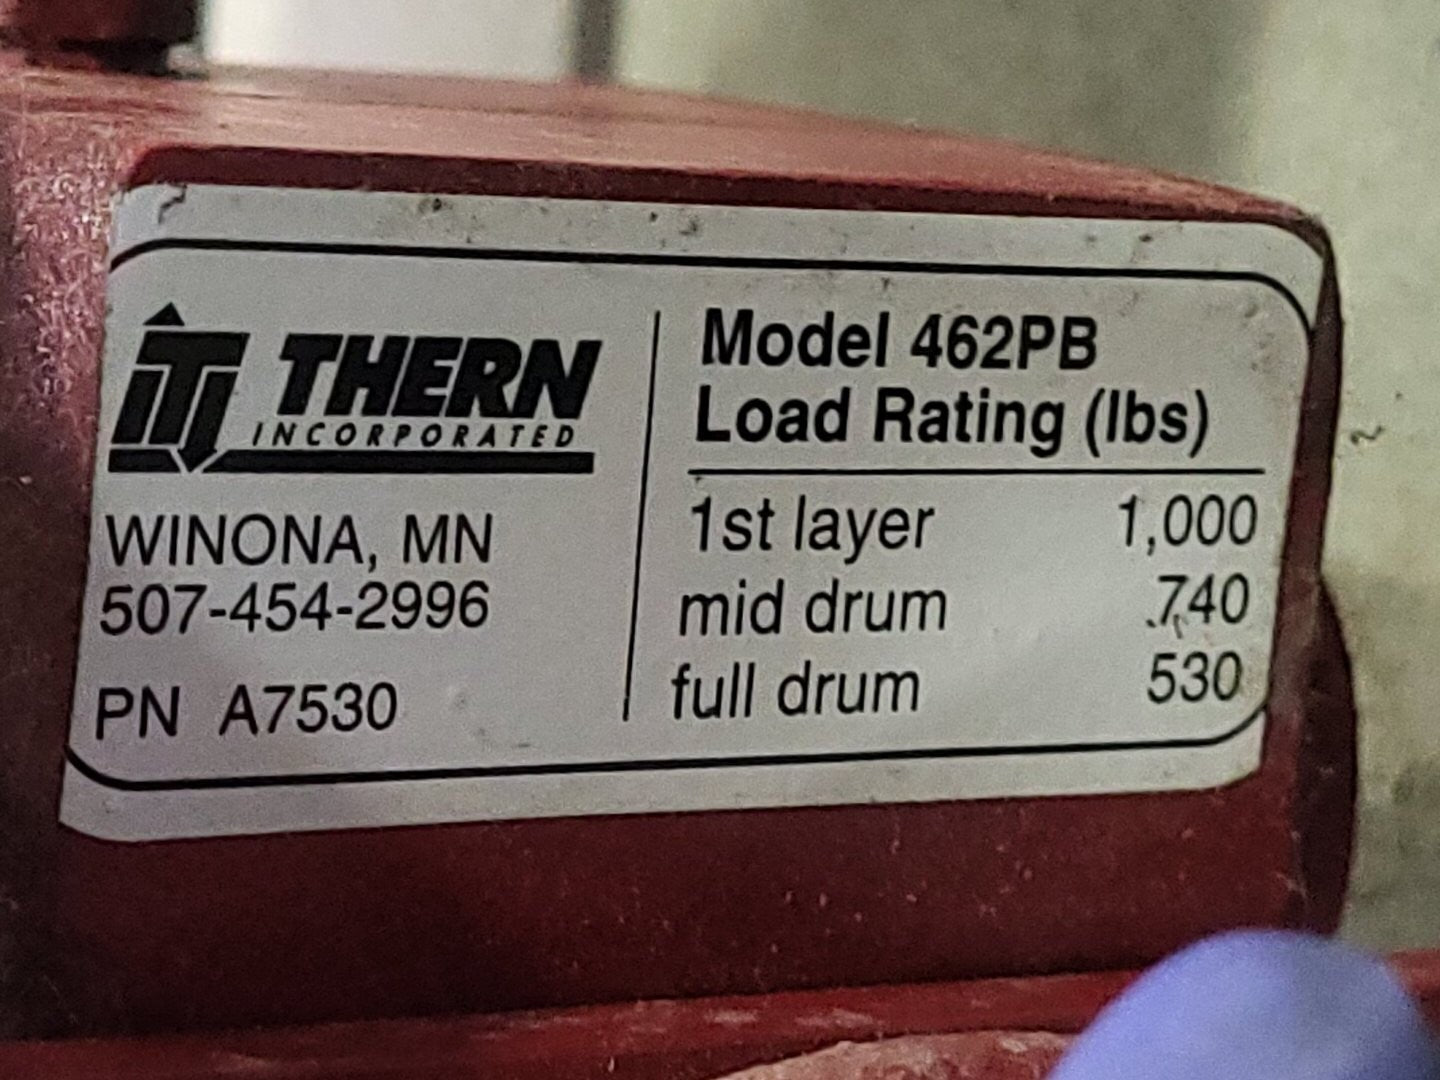 THERN
INCORPORATED
WINONA, MN
507-454-2996
PN A7530
Model 462PB
Load Rating (lbs)
1st layer 1,000
mid drum 740
full drum 530